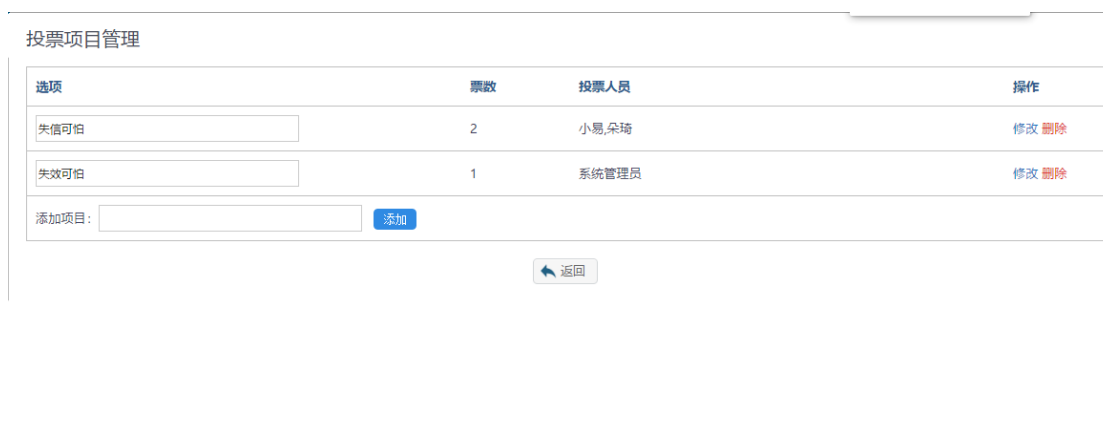 投票项目管理
选项 票数 投票人员 操作
失信可怕 2 小易,朵琦 修改 删除
失效可怕 1 系统管理员 修改 删除
添加项目： 添加
返回